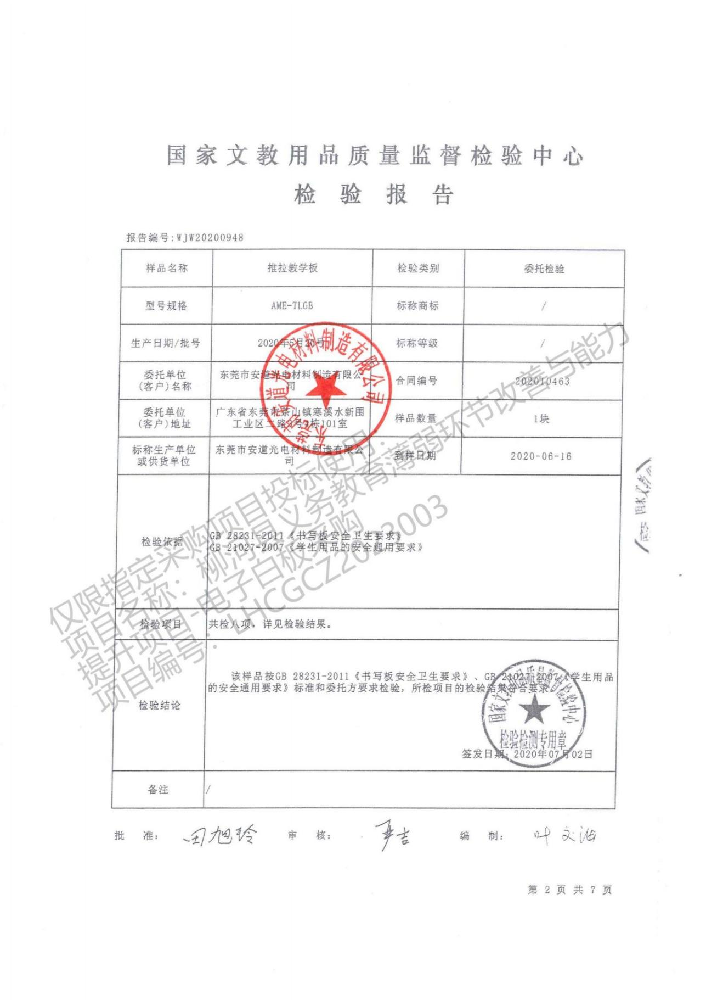 国家文教用品质量监督检验中心
检验报告
报告编号:WJW20200948
样品名称 推拉教学板 检验类别 委托检验
型号规格 AME-TLGB 标称商标 /
生产日期/批号 2020年5月20号 标称等级 /
委托单位
(客户)名称
东莞市安道光电材料制造有限公
司
合同编号 202010463
委托单位
(客户)地址
广东省东莞市茶山镇寒溪水新围
工业区二路3号1栋101室
样品数量 1块
标称生产单位
或供货单位
东莞市安道光电材料制造有限公
司
到样日期 2020-06-16
检验依据
GB 28231-2011《书写板安全卫生要求》
GB 21027-2007《学生用品的安全通用要求》
检验项目 共检八项，详见检验结果。
检验结论
该样品按GB 28231-2011《书写板安全卫生要求》、GB 21027-2007《学生用品
的安全通用要求》标准和委托方要求检验，所检项目的检验结果符合要求。
签发日期：2020年07月02日
备注 /
批 准： 田旭玲 审 核： 编 制： 叶文海
第 2 页 共 7 页
东莞市安道光电材料制造有限公司
国家文教用品质量监督检验中心
检验检测专用章
仅限指定采购项目投标使用：
项目名称：柳河县义务教育薄弱环节改善与能力
提升项目-电子白板采购
项目编号：LHCGCZ2023003
国家文教
检